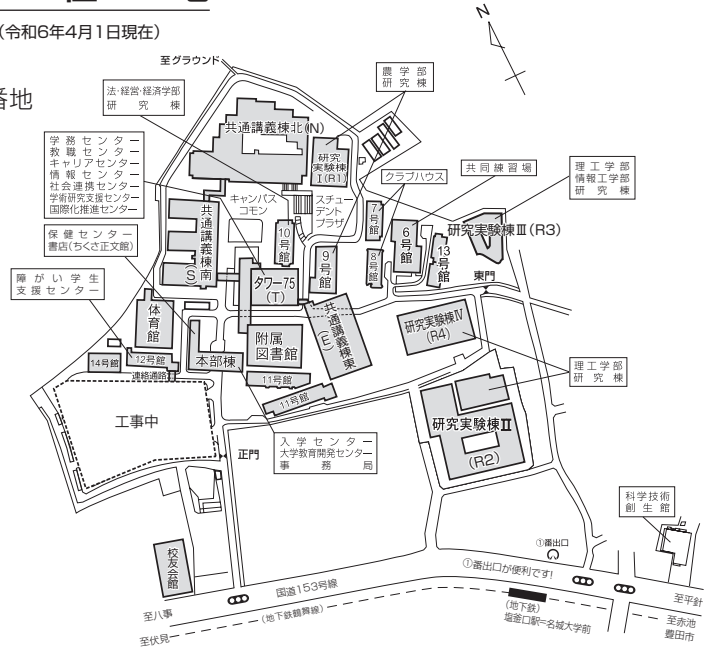 (令和6年4月1日現在)
番地
N
至グラウンド
法・経営・経済学部
研究棟
農学部
研究棟
共通講義棟北(N)
研究
実験棟
I(R1)
学務センター
教職センター
キャリアセンター
情報センター
社会連携センター
学術研究支援センター
国際化推進センター
クラブハウス
共同練習場
理工学部
情報工学部
研究棟
キャンパス
コモン
スチュー
デント
プラザ
共通講義棟南
(S)
10号館
7号館
6号館
13号館
研究実験棟Ⅲ(R3)
保健センター
書店(ちくさ正文館)
9号館
8号館
東門
タワー75
(T)
障がい学生
支援センター
体育館
共通講義棟東
(E)
研究実験棟Ⅳ
(R4)
附属
図書館
本部棟
14号館
12号館
連絡通路
11号館
11号館
理工学部
研究棟
工事中
研究実験棟Ⅱ
(R2)
正門
入学センター
大学教育開発センター
事務局
科学技術
創生館
①番出口
校友会館
①番出口が便利です!
国道153号線
至八事
(地下鉄鶴舞線)
至伏見
(地下鉄)
塩釜口駅=名城大学前
至平針
至赤池
豊田市